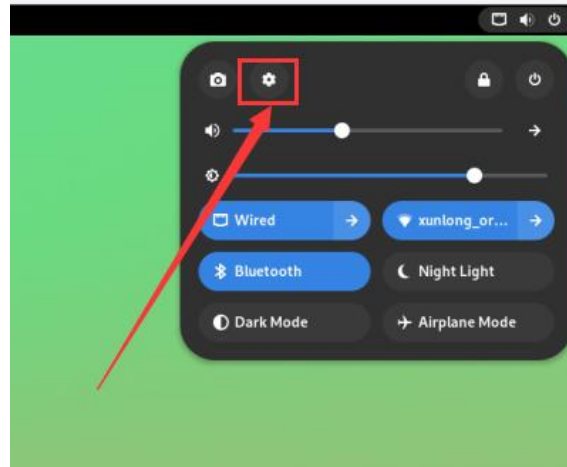 Wired
xunlong_or...
Bluetooth
Night Light
Dark Mode
Airplane Mode